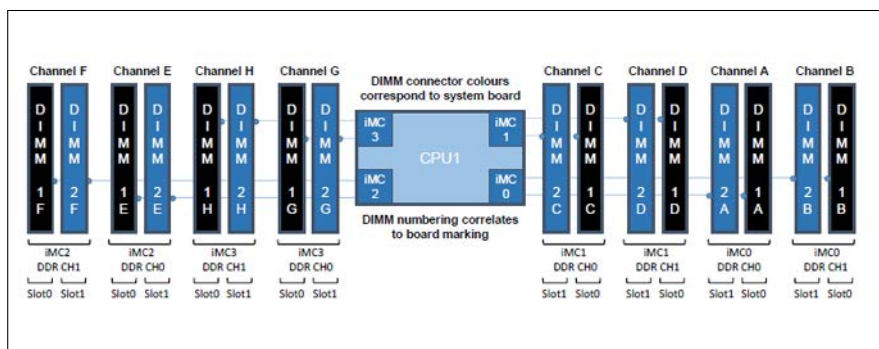 Channel F Channel E Channel H Channel G Channel C Channel D Channel A Channel B
DIMM connector colours
correspond to system board
DIMM 1F DIMM 2F DIMM 1E DIMM 2E DIMM 1H DIMM 2H DIMM 1G DIMM 2G
iMC 3 iMC 1
CPU1
iMC 2 iMC 0
DIMM 2C DIMM 1C DIMM 2D DIMM 1D DIMM 2A DIMM 1A DIMM 2B DIMM 1B
DIMM numbering correlates
to board marking
iMC2 iMC2 iMC3 iMC3 iMC1 iMC1 iMC0 iMC0
DDR CH1 DDR CH0 DDR CH1 DDR CH0 DDR CH0 DDR CH1 DDR CH0 DDR CH1
Slot0 Slot1 Slot0 Slot1 Slot0 Slot1 Slot0 Slot1 Slot1 Slot0 Slot1 Slot0 Slot1 Slot0 Slot1 Slot0